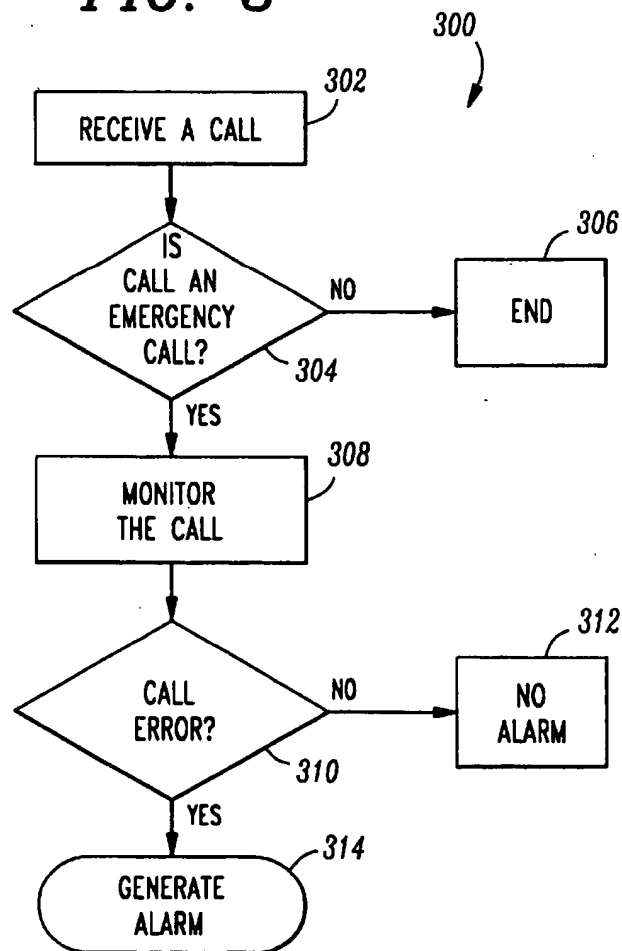 FIG.
300
302
RECEIVE A CALL
IS
CALL AN
EMERGENCY
CALL?
304
NO
306
END
YES
308
MONITOR
THE CALL
CALL
ERROR?
310
NO
312
NO
ALARM
YES
314
GENERATE
ALARM